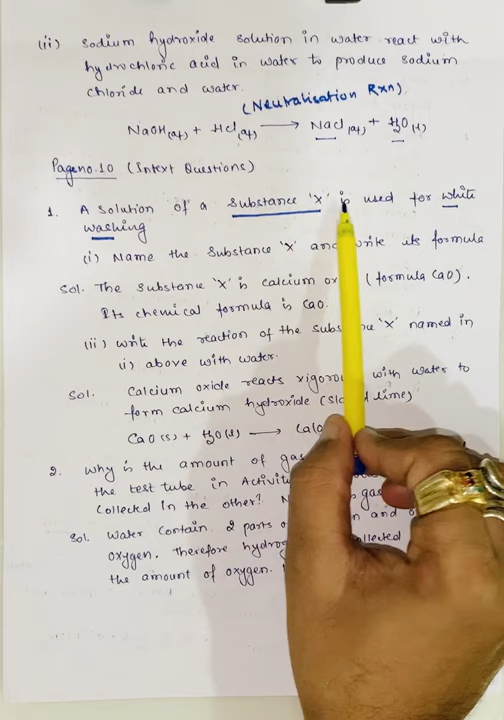 (ii) Sodium hydroxide solution in water react with
hydrochloric acid in water to produce sodium
chloride and water.
(Neutralisation Rxn)
NaOH(aq) + Hcl(aq) ⟶ Nacl(aq) + H₂O(l)
Page no. 10 (Intext Questions)
1. A solution of a substance 'X' is used for white
washing
(i) Name the substance 'X' and write its formula
Sol. The substance 'X' is calcium (formula CaO).
Its chemical formula is CaO.
(ii) write the reaction of the 'X' named in
(i) above with water.
Sol. Calcium oxide reacts with water to
form calcium hydroxide (lime)
CaO(s) + H₂O(l) ⟶
2. Why is the amount of gas
the test tube in
collected in the other? gas
Sol. Water contain 2 parts and
oxygen. Therefore
the amount of oxygen.